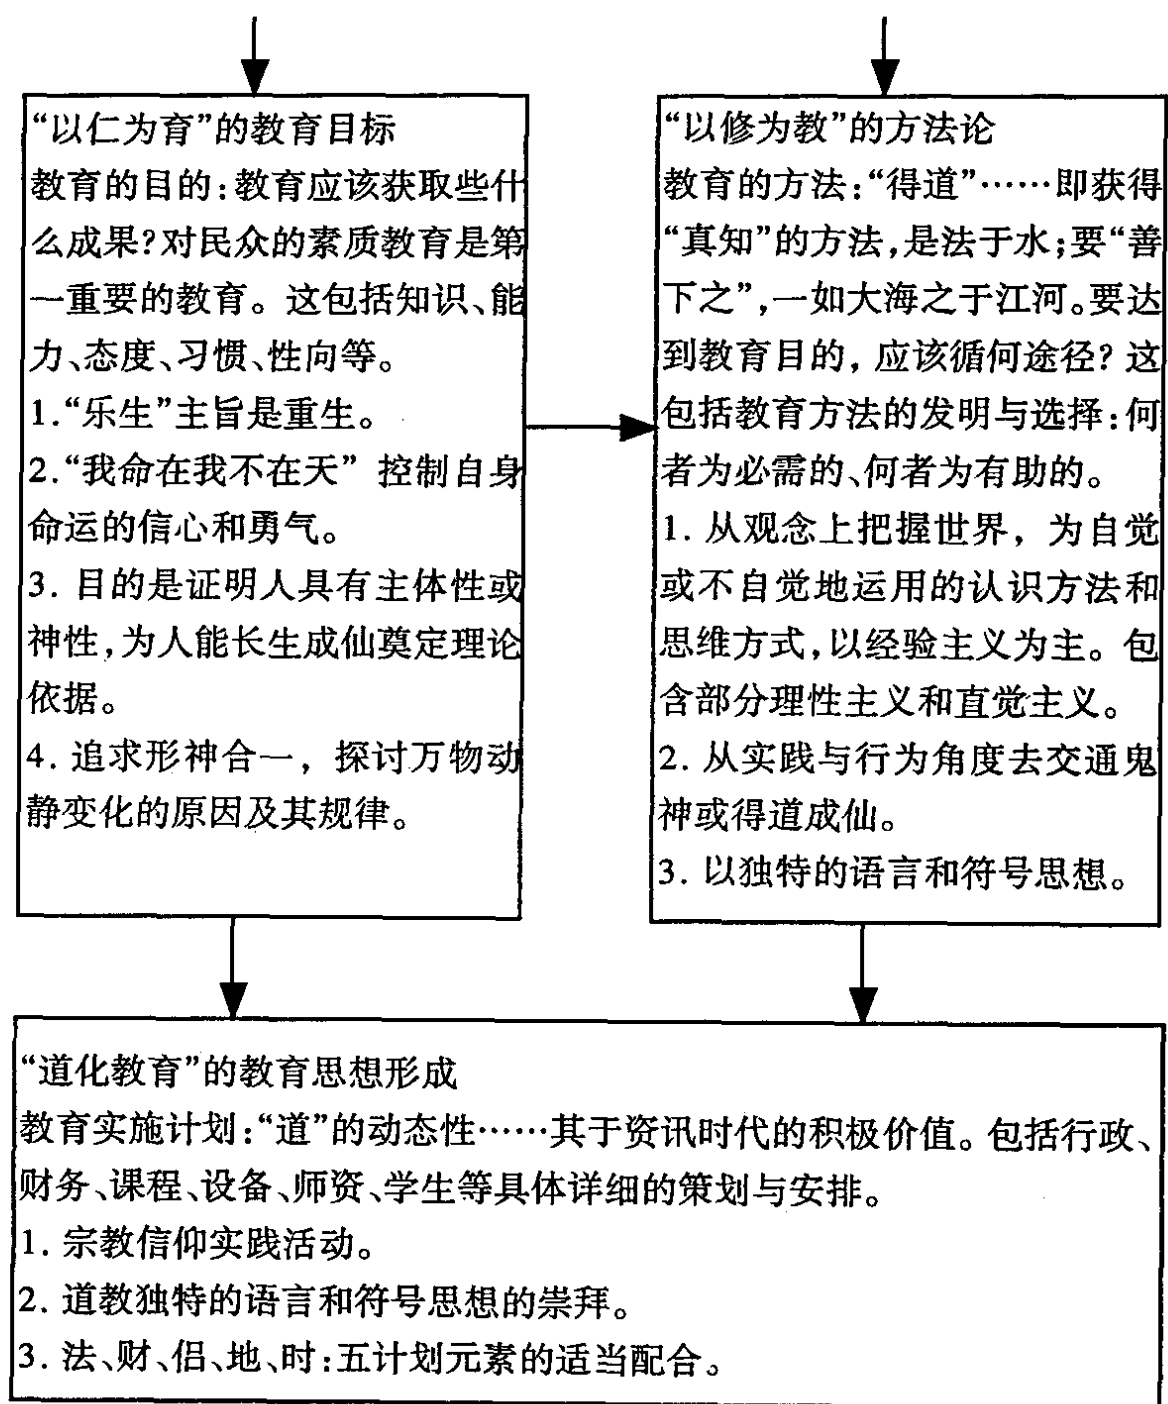 “以仁为育”的教育目标
教育的目的:教育应该获取些什
么成果?对民众的素质教育是第
一重要的教育。这包括知识、能
力、态度、习惯、性向等。
1.“乐生”主旨是重生。
2.“我命在我不在天” 控制自身
命运的信心和勇气。
3. 目的是证明人具有主体性或
神性,为人能长生成仙奠定理论
依据。
4. 追求形神合一，探讨万物动
静变化的原因及其规律。
“以修为教”的方法论
教育的方法:“得道”……即获得
“真知”的方法,是法于水;要“善
下之”,一如大海之于江河。要达
到教育目的，应该循何途径? 这
包括教育方法的发明与选择:何
者为必需的、何者为有助的。
1. 从观念上把握世界，为自觉
或不自觉地运用的认识方法和
思维方式,以经验主义为主。包
含部分理性主义和直觉主义。
2. 从实践与行为角度去交通鬼
神或得道成仙。
3. 以独特的语言和符号思想。
“道化教育”的教育思想形成
教育实施计划:“道”的动态性……其于资讯时代的积极价值。包括行政、
财务、课程、设备、师资、学生等具体详细的策划与安排。
1. 宗教信仰实践活动。
2. 道教独特的语言和符号思想的崇拜。
3. 法、财、侣、地、时:五计划元素的适当配合。